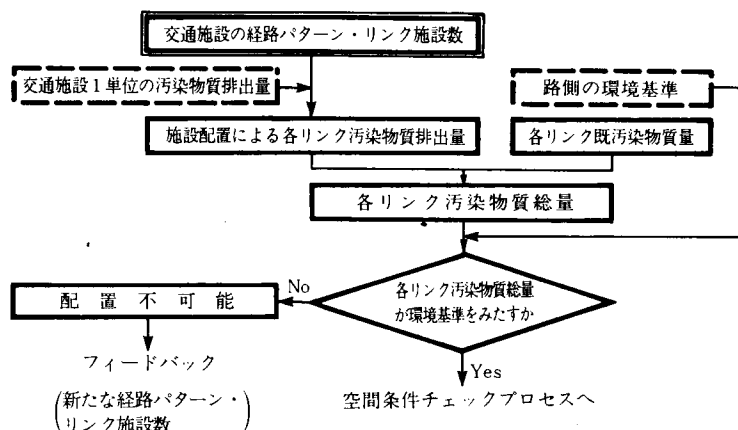 交通施設の経路パターン・リンク施設数
交通施設1単位の汚染物質排出量
路側の環境基準
施設配置による各リンク汚染物質排出量
各リンク既汚染物質量
各リンク汚染物質総量
各リンク汚染物質総量
が環境基準をみたすか
No
配置不可能
Yes
フィードバック
(新たな経路パターン・
リンク施設数)
空間条件チェックプロセスへ